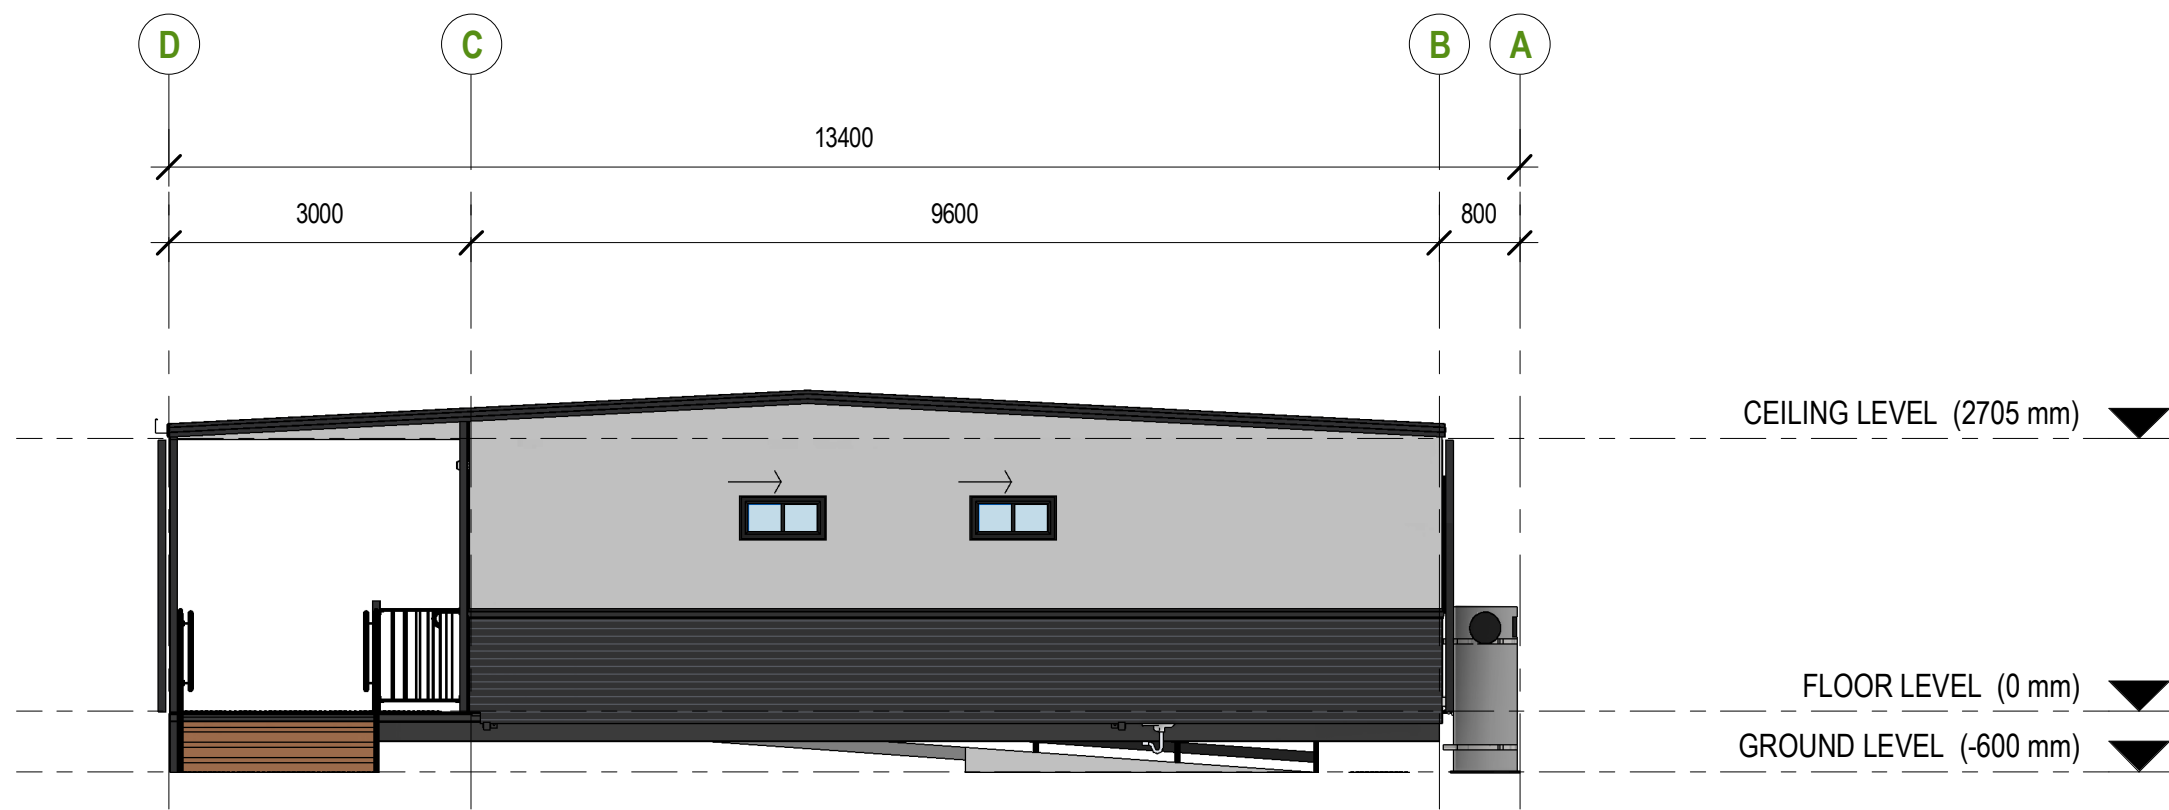 D C B A
13400
3000 9600 800
CEILING LEVEL (2705 mm)
FLOOR LEVEL (0 mm)
GROUND LEVEL (-600 mm)